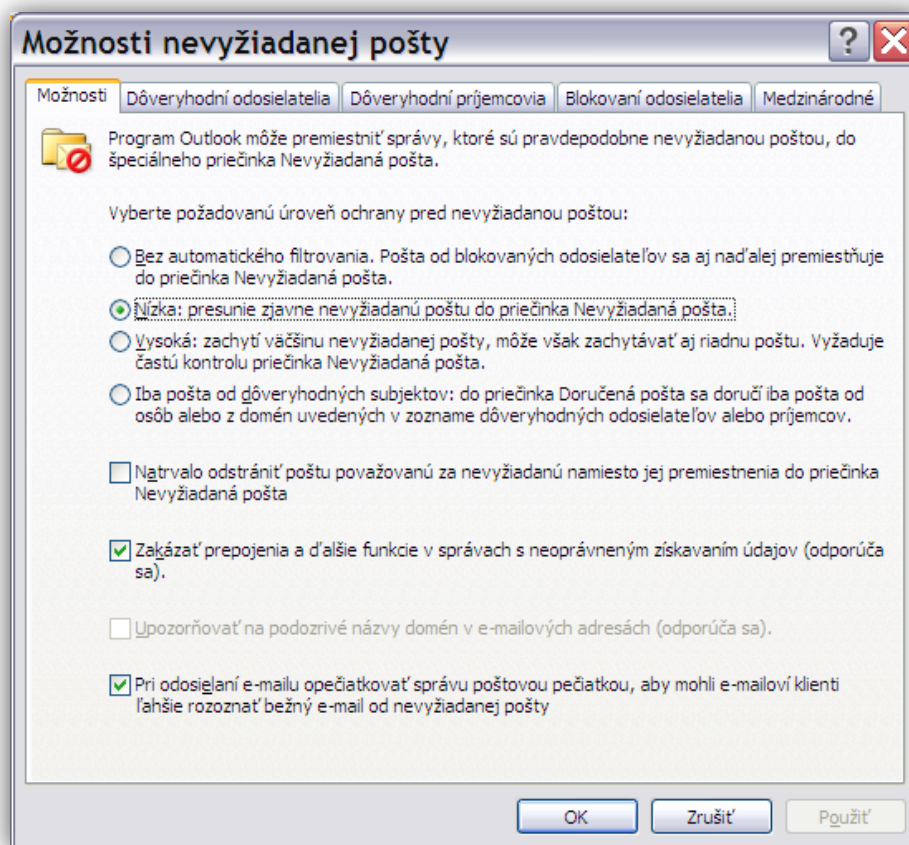 Možnosti nevyžiadanej pošty
Možnosti Dôveryhodní odosielatelia Dôveryhodní príjemcovia Blokovaní odosielatelia Medzinárodné
Program Outlook môže premiestniť správy, ktoré sú pravdepodobne nevyžiadanou poštou, do
špeciálneho priečinka Nevyžiadaná pošta.
Vyberte požadovanú úroveň ochrany pred nevyžiadanou poštou:
Bez automatického filtrovania. Pošta od blokovaných odosielateľov sa aj naďalej premiestňuje
do priečinka Nevyžiadaná pošta.
Nízka: presunie zjavne nevyžiadanú poštu do priečinka Nevyžiadaná pošta.
Vysoká: zachytí väčšinu nevyžiadanej pošty, môže však zachytávať aj riadnu poštu. Vyžaduje
častú kontrolu priečinka Nevyžiadaná pošta.
Iba pošta od dôveryhodných subjektov: do priečinka Doručená pošta sa doručí iba pošta od
osôb alebo z domén uvedených v zozname dôveryhodných odosielateľov alebo príjemcov.
Natrvalo odstrániť poštu považovanú za nevyžiadanú namiesto jej premiestnenia do priečinka
Nevyžiadaná pošta
Zakázať prepojenia a ďalšie funkcie v správach s neoprávneným získavaním údajov (odporúča
sa).
Upozorňovať na podozrivé názvy domén v e-mailových adresách (odporúča sa).
Pri odosielaní e-mailu opečiatkovať správu poštovou pečiatkou, aby mohli e-mailoví klienti
ľahšie rozoznať bežný e-mail od nevyžiadanej pošty
OK Zrušiť Použiť